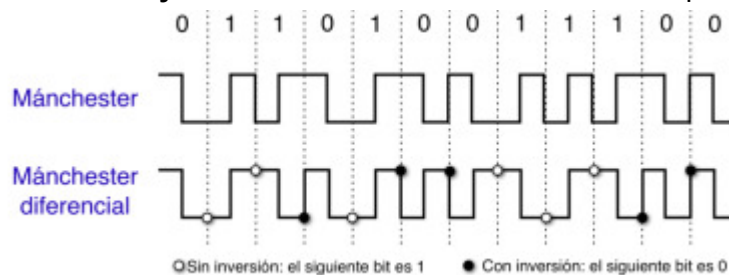 0 1 1 0 1 0 0 1 1 1 0 0
Mánchester
Mánchester
diferencial
Sin inversión: el siguiente bit es 1 Con inversión: el siguiente bit es 0